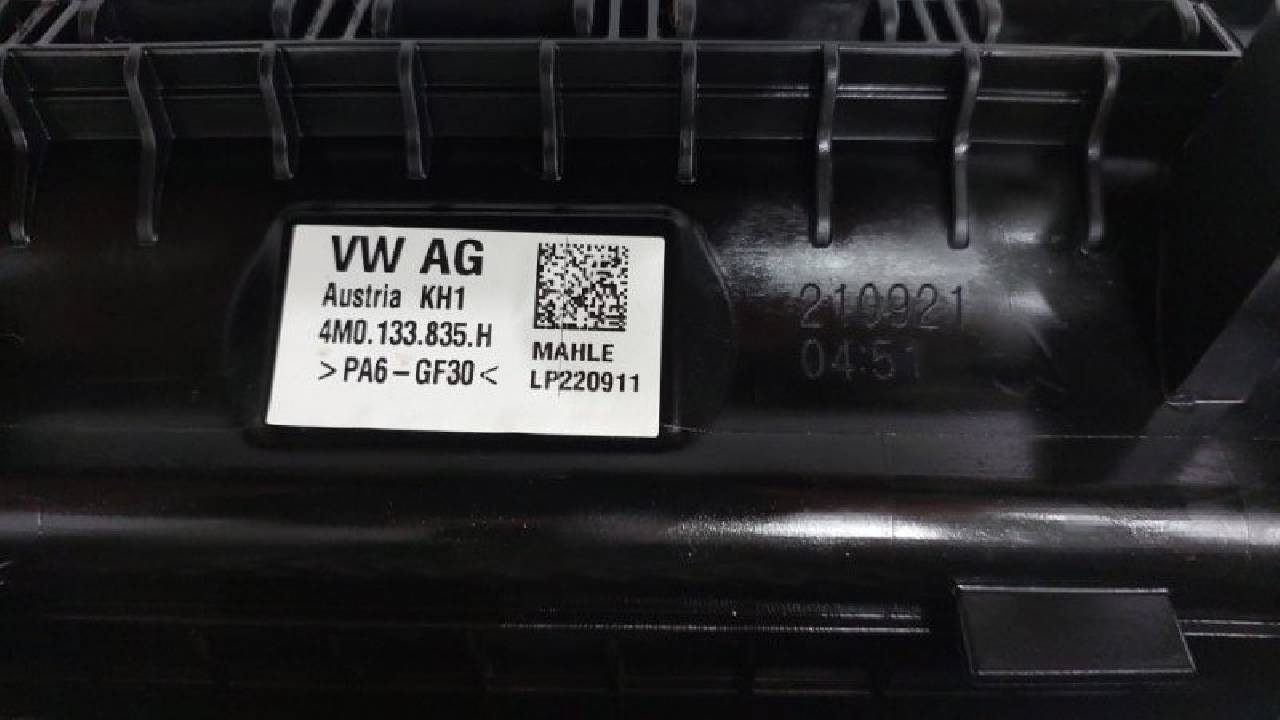 VW AG
Austria KH1
4M0.133.835.H
>PA6-GF30<
MAHLE
LP220911
210921
04:51